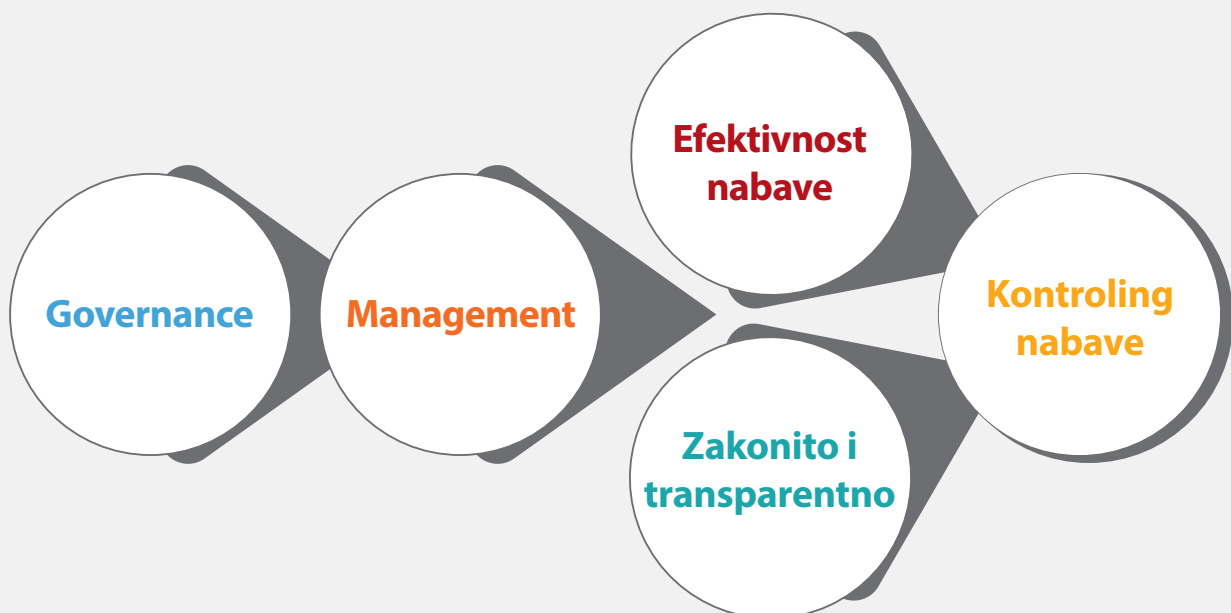 Governance
Management
Efektivnost
nabave
Zakonito i
transparentno
Kontroling
nabave